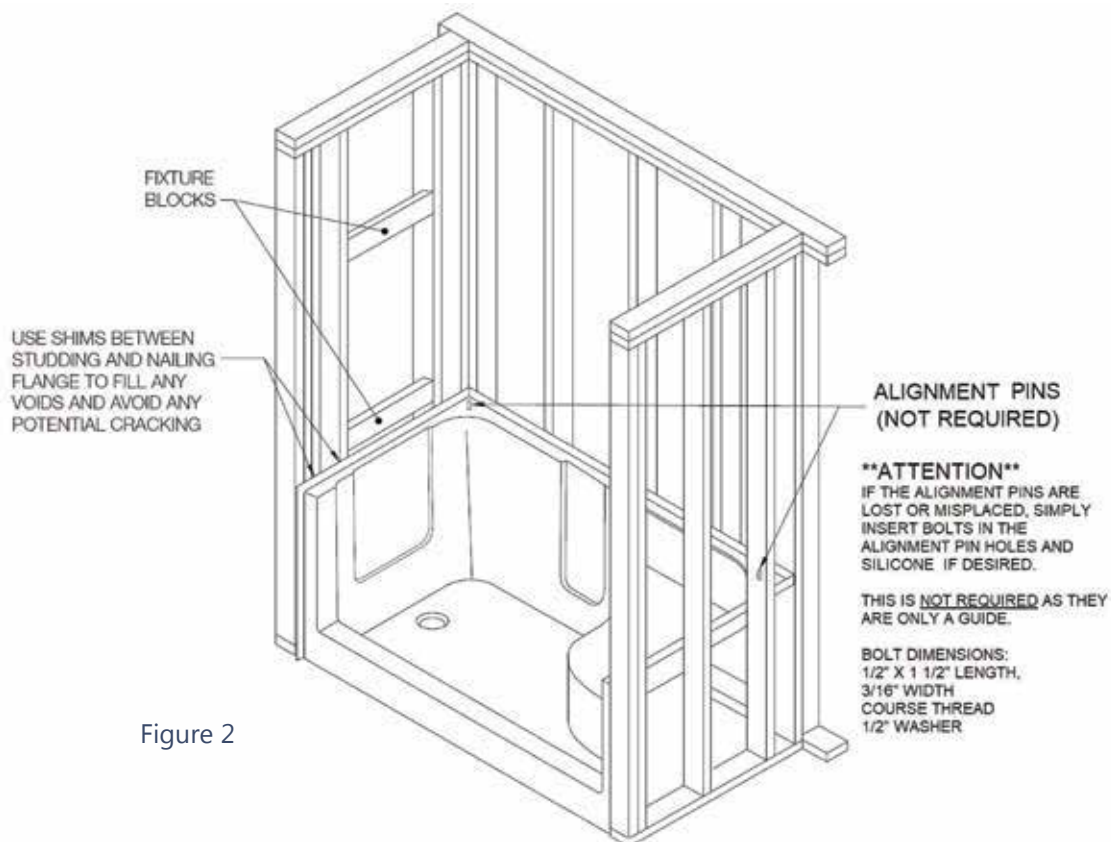 FIXTURE
BLOCKS
USE SHIMS BETWEEN
STUDDING AND NAILING
FLANGE TO FILL ANY
VOIDS AND AVOID ANY
POTENTIAL CRACKING
ALIGNMENT PINS
(NOT REQUIRED)
**ATTENTION**
IF THE ALIGNMENT PINS ARE
LOST OR MISPLACED, SIMPLY
INSERT BOLTS IN THE
ALIGNMENT PIN HOLES AND
SILICONE IF DESIRED.
THIS IS NOT REQUIRED AS THEY
ARE ONLY A GUIDE.
BOLT DIMENSIONS:
1/2" X 1 1/2" LENGTH,
3/16" WIDTH
COURSE THREAD
1/2" WASHER
Figure 2